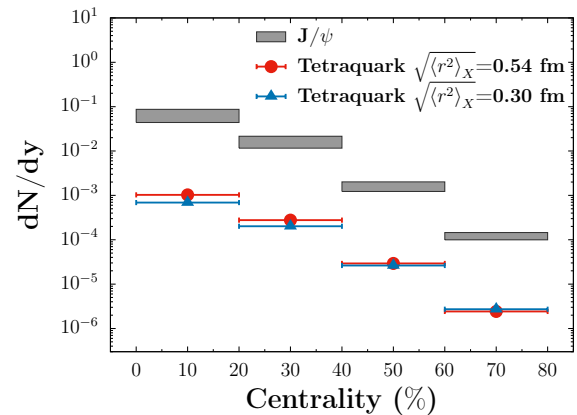 10² 
10¹
10⁰
10⁻¹
10⁻²
10⁻³
10⁻⁴
10⁻⁵
10⁻⁶
dN/dy
J/ψ
Tetraquark √⟨r²⟩_X=0.54 fm
Tetraquark √⟨r²⟩_X=0.30 fm
0 10 20 30 40 50 60 70 80
Centrality (%)